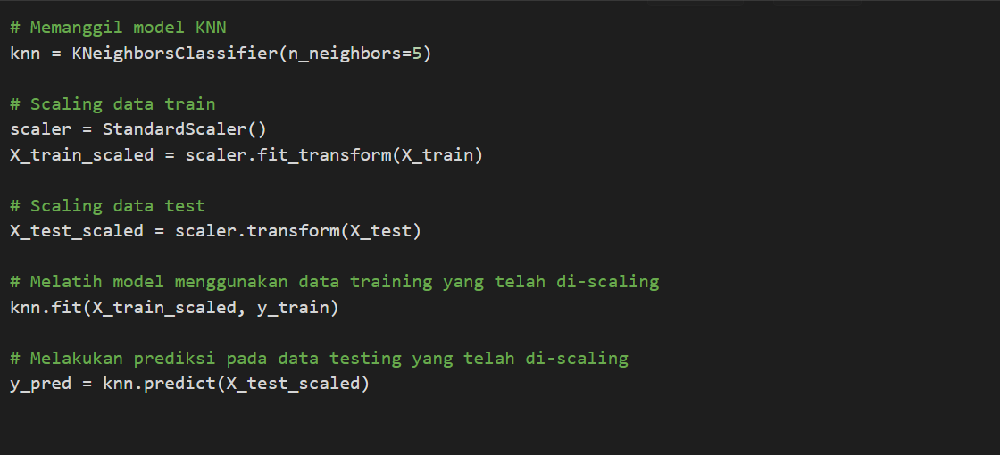 # Memanggil model KNN
knn = KNeighborsClassifier(n_neighbors=5)
# Scaling data train
scaler = StandardScaler()
X_train_scaled = scaler.fit_transform(X_train)
# Scaling data test
X_test_scaled = scaler.transform(X_test)
# Melatih model menggunakan data training yang telah di-scaling
knn.fit(X_train_scaled, y_train)
# Melakukan prediksi pada data testing yang telah di-scaling
y_pred = knn.predict(X_test_scaled)